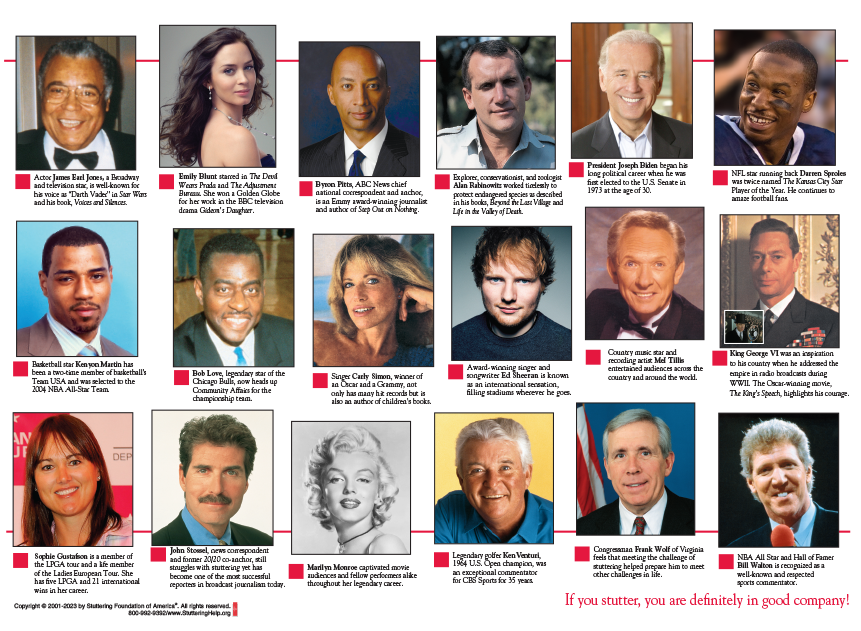 Actor James Earl Jones, a Broadway
and television star, is well-known for
his voice as "Darth Vader" in Star Wars
and his book, Voices and Silences.
Emily Blunt starred in The Devil
Wears Prada and The Adjustment
Bureau. She won a Golden Globe
for her work in the BBC television
drama Gideon's Daughter.
Byron Pitts, ABC News chief
national correspondent and anchor,
is an Emmy award-winning journalist
and author of Step Out on Nothing.
Explorer, conservationist, and zoologist
Alan Rabinowitz worked tirelessly to
protect endangered species as described
in his books, Beyond the Last Village and
Life in the Valley of Death.
President Joseph Biden began his
long political career when he was
first elected to the U.S. Senate in
1973 at the age of 30.
NFL star running back Darren Sproles
was twice named The Kansas City Star
Player of the Year. He continues to
amaze football fans.
Basketball star Kenyon Martin has
been a two-time member of basketball's
Team USA and was selected to the
2004 NBA All-Star Team.
Bob Love, legendary star of the
Chicago Bulls, now heads up
Community Affairs for the
championship team.
Singer Carly Simon, winner of
an Oscar and a Grammy, not
only has many hit records but is
also an author of children's books.
Award-winning singer and
songwriter Ed Sheeran is known
as an international sensation,
filling stadiums wherever he goes.
Country music star and
recording artist Mel Tillis
entertained audiences across the
country and around the world.
King George VI was an inspiration
to his country when he addressed the
empire in radio broadcasts during
WWII. The Oscar-winning movie,
The King's Speech, highlights his courage.
DEP
Sophie Gustafson is a member of
the LPGA tour and a life member
of the Ladies European Tour. She
has five LPGA and 21 international
wins in her career.
John Stossel, news correspondent
and former 20/20 co-anchor, still
struggles with stuttering yet has
become one of the most successful
reporters in broadcast journalism today.
Marilyn Monroe captivated movie
audiences and fellow performers alike
throughout her legendary career.
Legendary golfer Ken Venturi,
1964 U.S. Open champion, was
an exceptional commentator
for CBS Sports for 35 years.
Congressman Frank Wolf of Virginia
feels that meeting the challenge of
stuttering helped prepare him to meet
other challenges in life.
NBA All Star and Hall of Famer
Bill Walton is recognized as a
well-known and respected
sports commentator.
Copyright © 2001-2023 by Stuttering Foundation of America®. All rights reserved.
800-992-9392/www.StutteringHelp.org
If you stutter, you are definitely in good company!